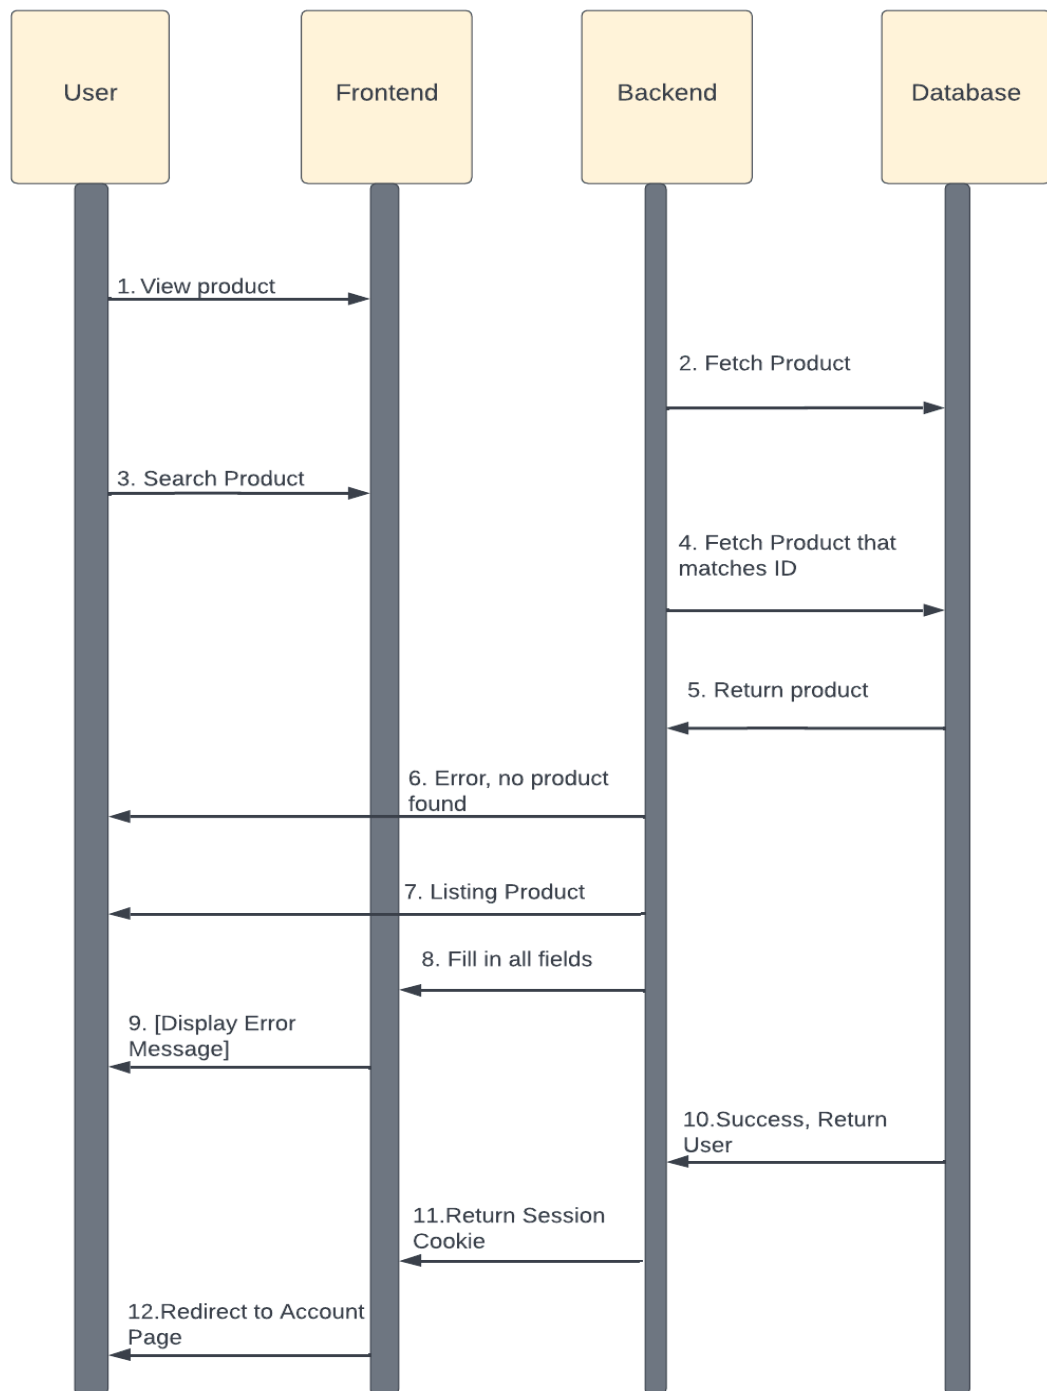 User
Frontend
Backend
Database
1. View product
2. Fetch Product
3. Search Product
4. Fetch Product that
matches ID
5. Return product
6. Error, no product
found
7. Listing Product
8. Fill in all fields
9. [Display Error
Message]
10.Success, Return
User
11.Return Session
Cookie
12.Redirect to Account
Page